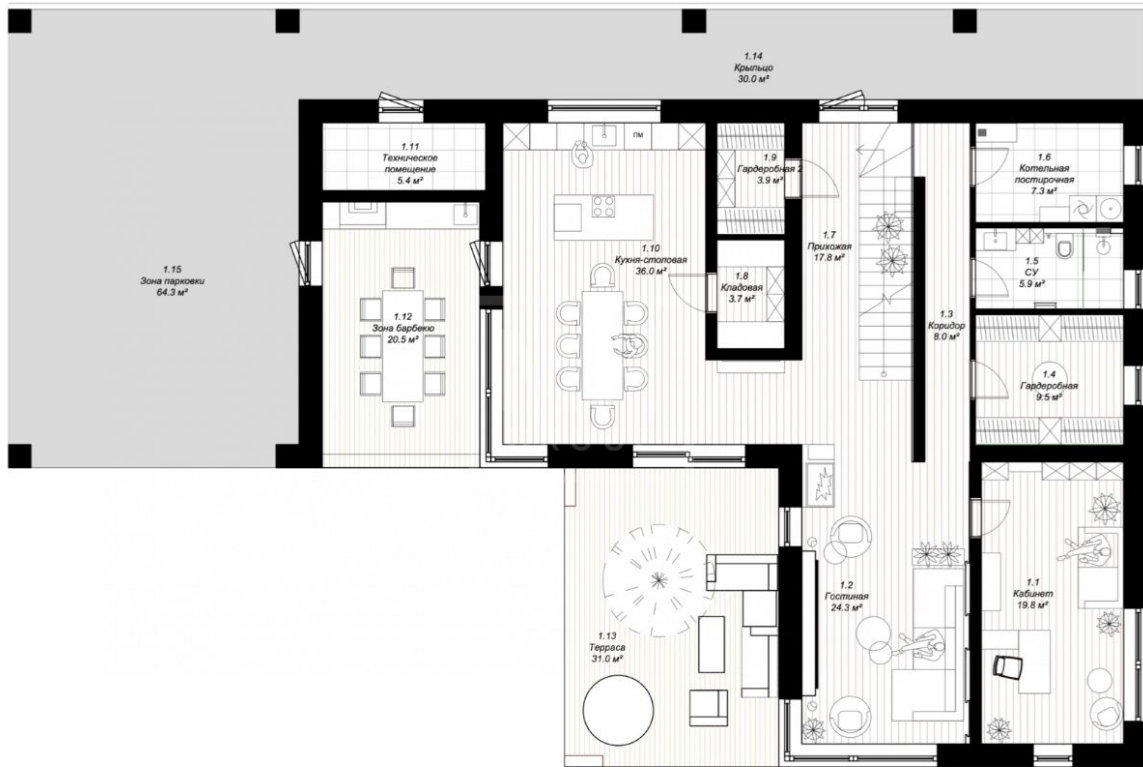 1.14
Крыльцо
30.0 м²
1.11
Техническое
помещение
5.4 м²
ПМ
1.9
Гардеробная 2
3.9 м²
1.6
Котельная
постирочная
7.3 м²
1.10
Кухня-столовая
36.0 м²
1.7
Прихожая
17.8 м²
1.5
СУ
5.9 м²
1.15
Зона парковки
64.3 м²
1.8
Кладовая
3.7 м²
1.12
Зона барбекю
20.5 м²
1.3
Коридор
8.0 м²
1.4
Гардеробная
9.5 м²
1.2
Гостиная
24.3 м²
1.1
Кабинет
19.8 м²
1.13
Терраса
31.0 м²